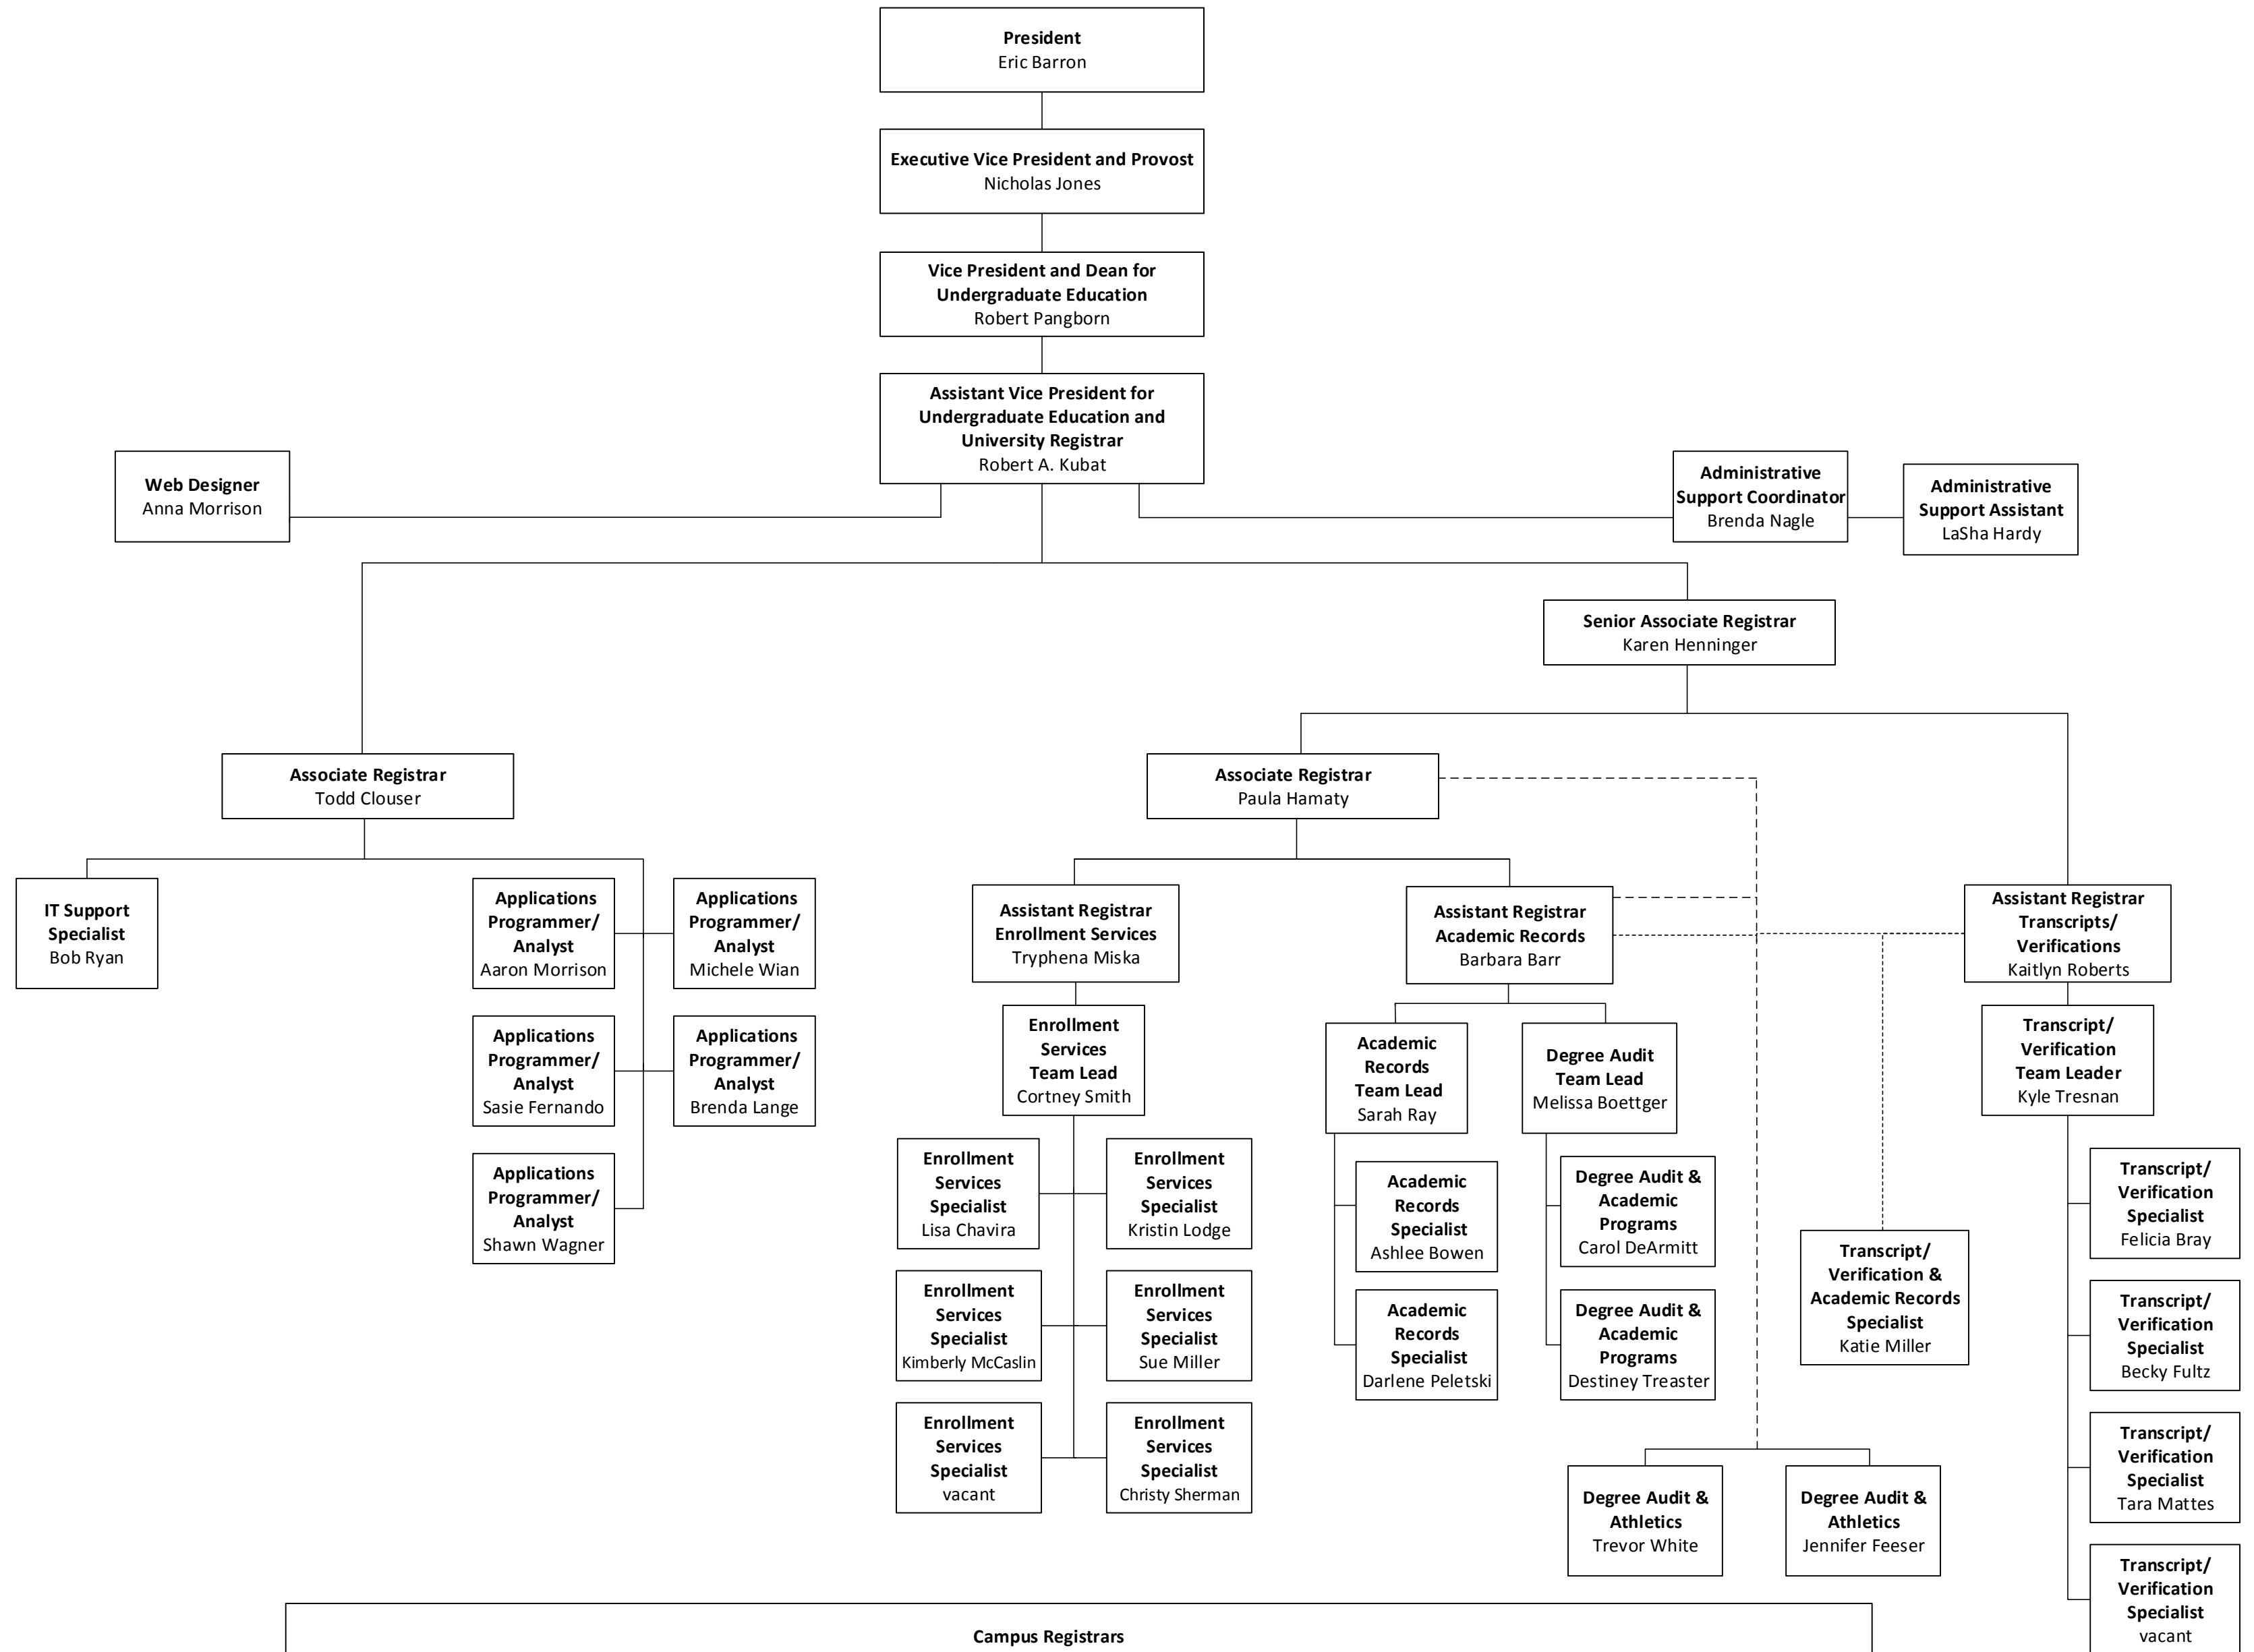 President
Eric Barron
Executive Vice President and Provost
Nicholas Jones
Vice President and Dean for
Undergraduate Education
Robert Pangborn
Assistant Vice President for
Undergraduate Education and
University Registrar
Robert A. Kubat
Web Designer
Anna Morrison
Administrative
Support Coordinator
Brenda Nagle
Administrative
Support Assistant
LaSha Hardy
Senior Associate Registrar
Karen Henninger
Associate Registrar
Todd Clouser
Associate Registrar
Paula Hamaty
IT Support
Specialist
Bob Ryan
Applications
Programmer/
Analyst
Aaron Morrison
Applications
Programmer/
Analyst
Michele Wian
Applications
Programmer/
Analyst
Sasie Fernando
Applications
Programmer/
Analyst
Brenda Lange
Applications
Programmer/
Analyst
Shawn Wagner
Assistant Registrar
Enrollment Services
Tryphena Miska
Enrollment
Services
Team Lead
Cortney Smith
Enrollment
Services
Specialist
Lisa Chavira
Enrollment
Services
Specialist
Kristin Lodge
Enrollment
Services
Specialist
Kimberly McCaslin
Enrollment
Services
Specialist
Sue Miller
Enrollment
Services
Specialist
vacant
Enrollment
Services
Specialist
Christy Sherman
Assistant Registrar
Academic Records
Barbara Barr
Academic
Records
Team Lead
Sarah Ray
Academic
Records
Specialist
Ashlee Bowen
Academic
Records
Specialist
Darlene Peletski
Degree Audit
Team Lead
Melissa Boettger
Degree Audit &
Academic
Programs
Carol DeArmitt
Degree Audit &
Academic
Programs
Destiney Treaster
Degree Audit &
Athletics
Trevor White
Degree Audit &
Athletics
Jennifer Feeser
Transcript/
Verification &
Academic Records
Specialist
Katie Miller
Assistant Registrar
Transcripts/
Verifications
Kaitlyn Roberts
Transcript/
Verification
Team Leader
Kyle Tresnan
Transcript/
Verification
Specialist
Felicia Bray
Transcript/
Verification
Specialist
Becky Fultz
Transcript/
Verification
Specialist
Tara Mattes
Transcript/
Verification
Specialist
vacant
Campus Registrars